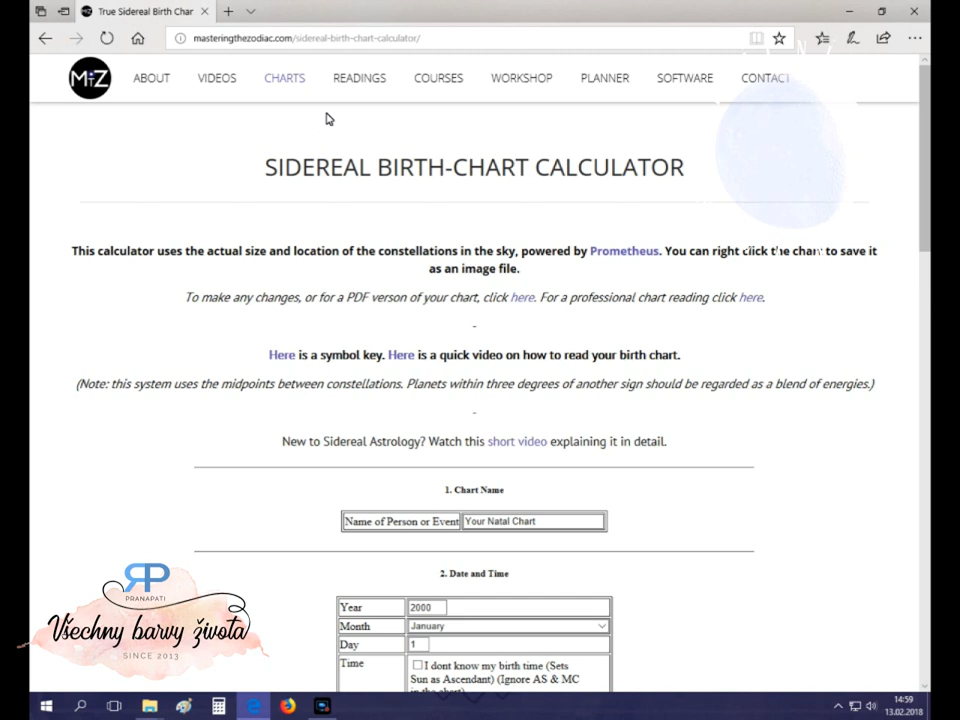 True Sidereal Birth Char
masteringthezodiac.com/sidereal-birth-chart-calculator/
MTZ ABOUT VIDEOS CHARTS READINGS COURSES WORKSHOP PLANNER SOFTWARE CONTACT
SIDEREAL BIRTH-CHART CALCULATOR
This calculator uses the actual size and location of the constellations in the sky, powered by Prometheus. You can right click the chart to save it
as an image file.
To make any changes, or for a PDF verson of your chart, click here. For a professional chart reading click here.
-
Here is a symbol key. Here is a quick video on how to read your birth chart.
(Note: this system uses the midpoints between constellations. Planets within three degrees of another sign should be regarded as a blend of energies.)
-
New to Sidereal Astrology? Watch this short video explaining it in detail.
1. Chart Name
Name of Person or Event Your Natal Chart
2. Date and Time
Year 2000
Month January
Day 1
Time I dont know my birth time (Sets
Sun as Ascendant) (Ignore AS & MC
in the chart)
RP
PRANAPATI
Všechny barvy života
SINCE 2013
14:59
13.02.2018